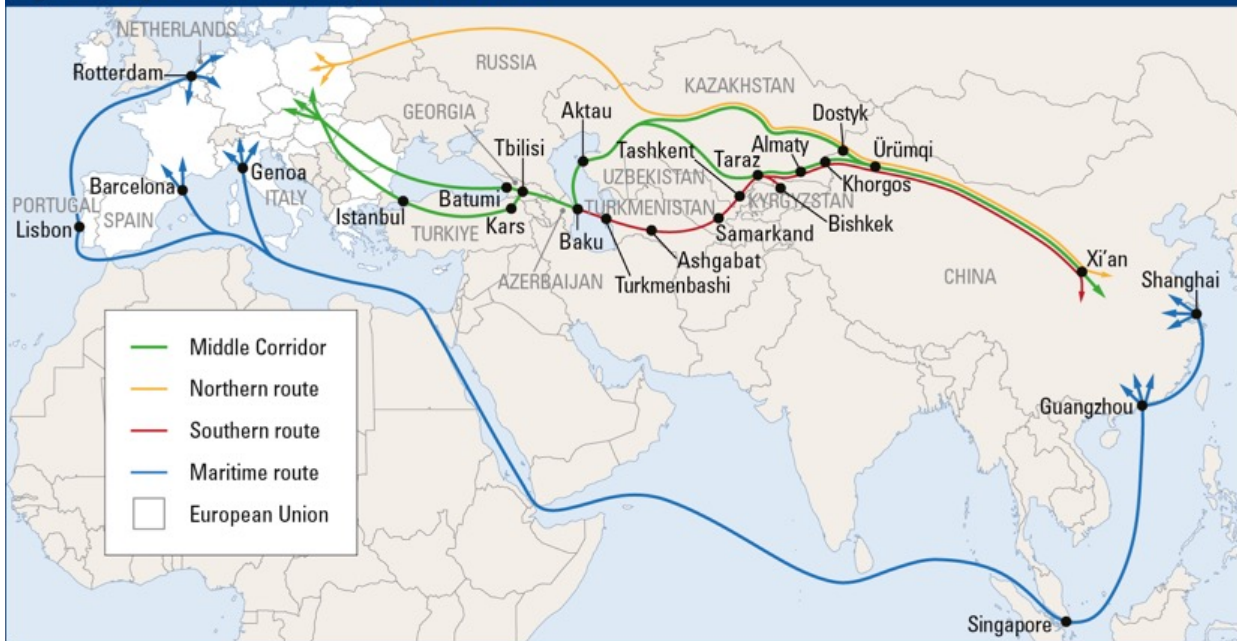 NETHERLANDS
Rotterdam
RUSSIA
KAZAKHSTAN
GEORGIA
Aktau
Dostyk
Tbilisi
Tashkent
Almaty
Taraz
Ürümqi
Barcelona
Genoa
UZBEKISTAN
Khorgos
PORTUGAL
SPAIN
ITALY
Batumi
KYRGYZSTAN
Lisbon
Istanbul
TURKMENISTAN
Kars
TURKIYE
Baku
Samarkand
Bishkek
Ashgabat
Xi'an
AZERBAIJAN
Turkmenbashi
CHINA
Shanghai
Middle Corridor
Northern route
Guangzhou
Southern route
Maritime route
European Union
Singapore